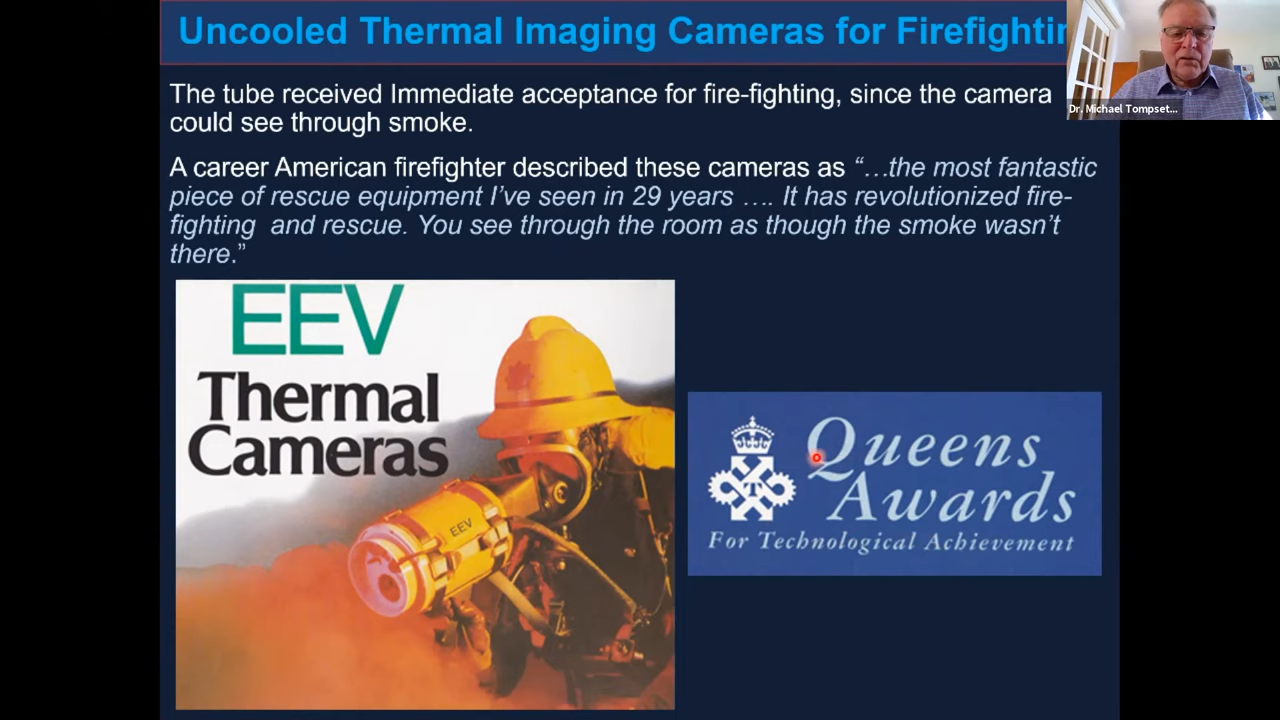 Uncooled Thermal Imaging Cameras for Firefightin
Dr. Michael Tompset...
The tube received Immediate acceptance for fire-fighting, since the camera
could see through smoke.
A career American firefighter described these cameras as “…the most fantastic
piece of rescue equipment I’ve seen in 29 years …. It has revolutionized fire-
fighting  and rescue. You see through the room as though the smoke wasn’t
there.”
EEV
Thermal
Cameras
EEV
Queens
Awards
For Technological Achievement